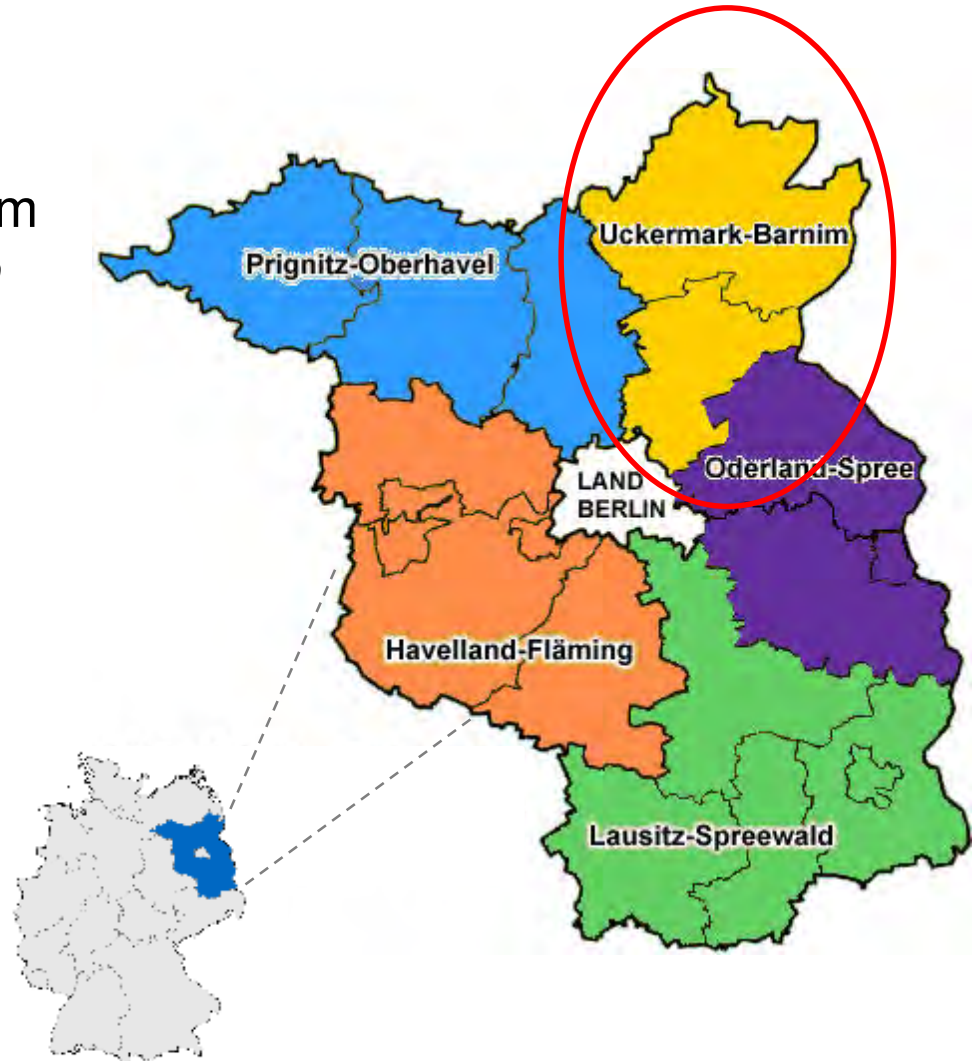 m
Uckermark-Barnim
Prignitz-Oberhavel
Oderland-Spree
LAND
BERLIN
Havelland-Fläming
Lausitz-Spreewald